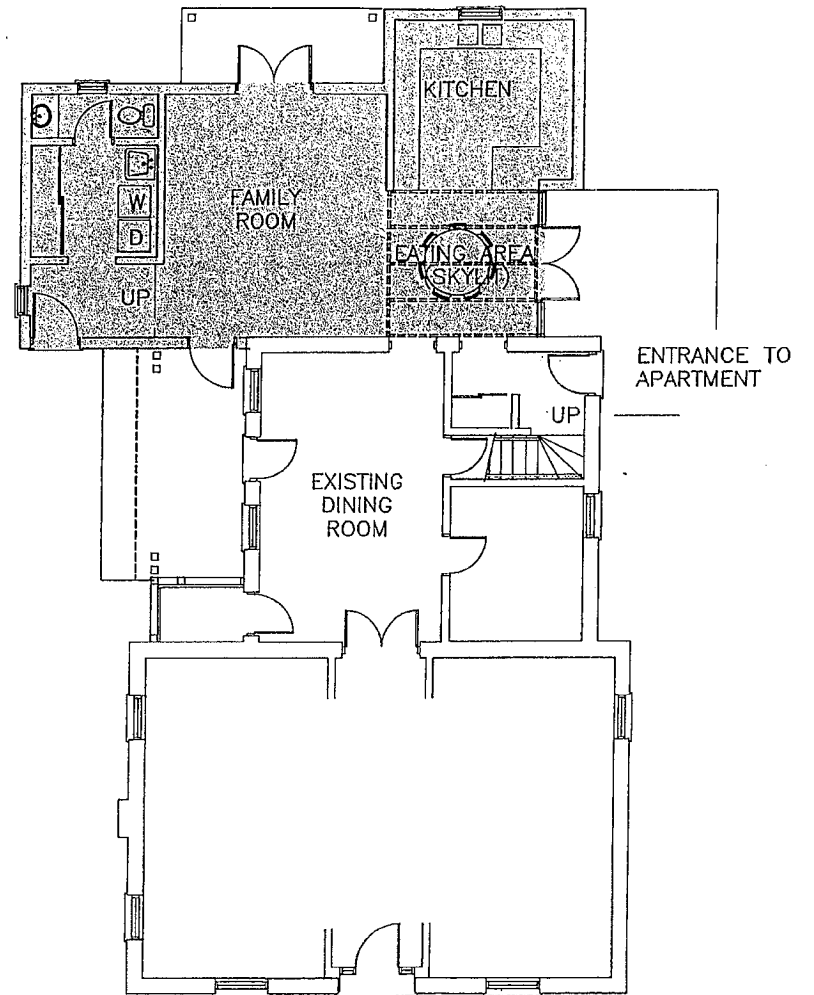 KITCHEN
FAMILY
ROOM
W
D
UP
EATING AREA
(SKYLIT)
ENTRANCE TO
APARTMENT
UP
EXISTING
DINING
ROOM